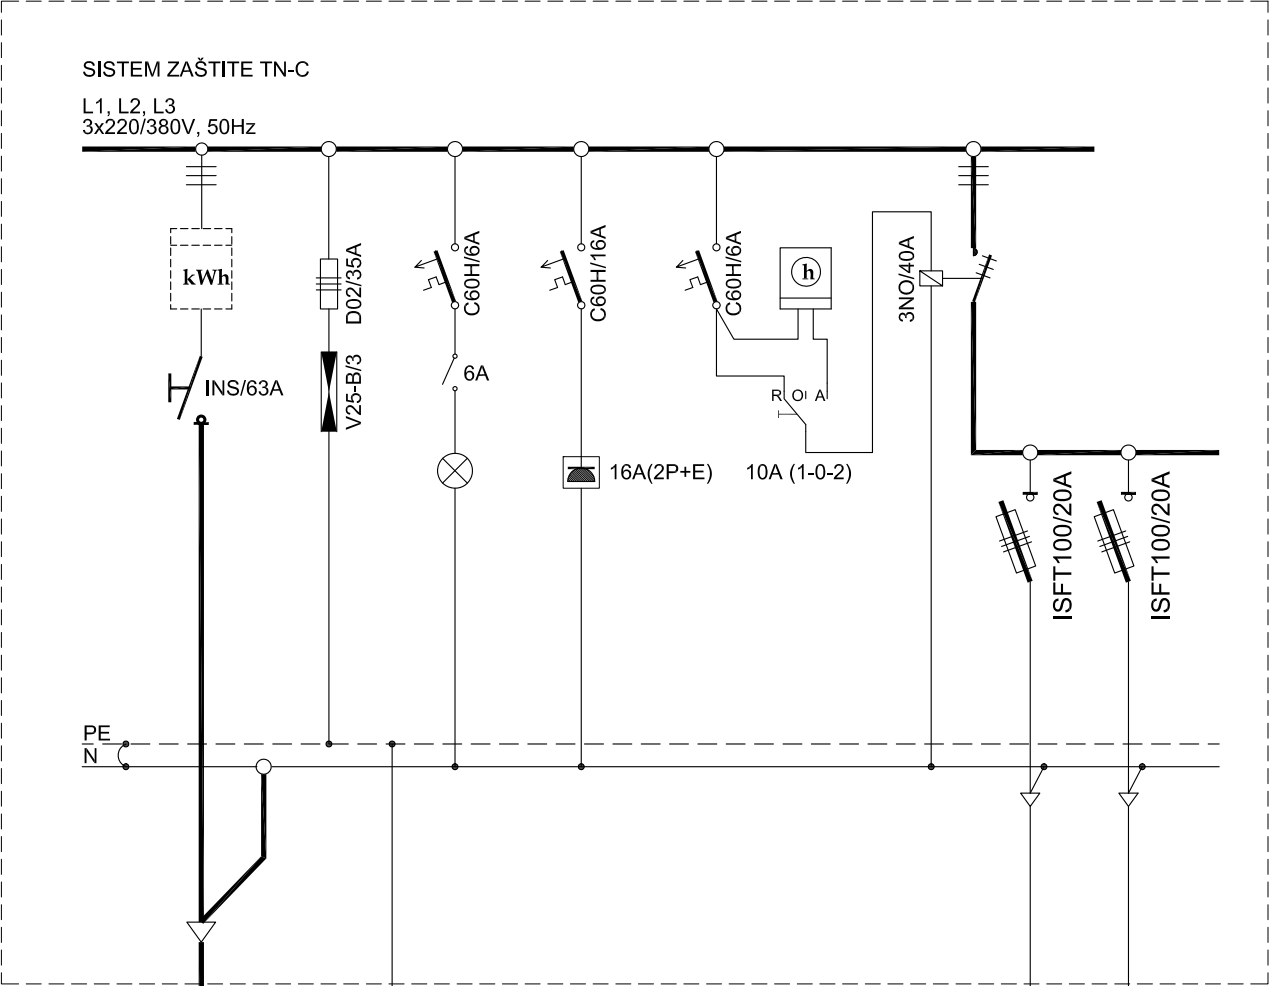 SISTEM ZAŠTITE TN-C
L1, L2, L3
3x220/380V, 50Hz
kWh
INS/63A
D02/35A
V25-B/3
C60H/6A
6A
C60H/16A
16A(2P+E)
C60H/6A
h
R O A
10A (1-0-2)
3NO/40A
ISFT100/20A
ISFT100/20A
PE
N